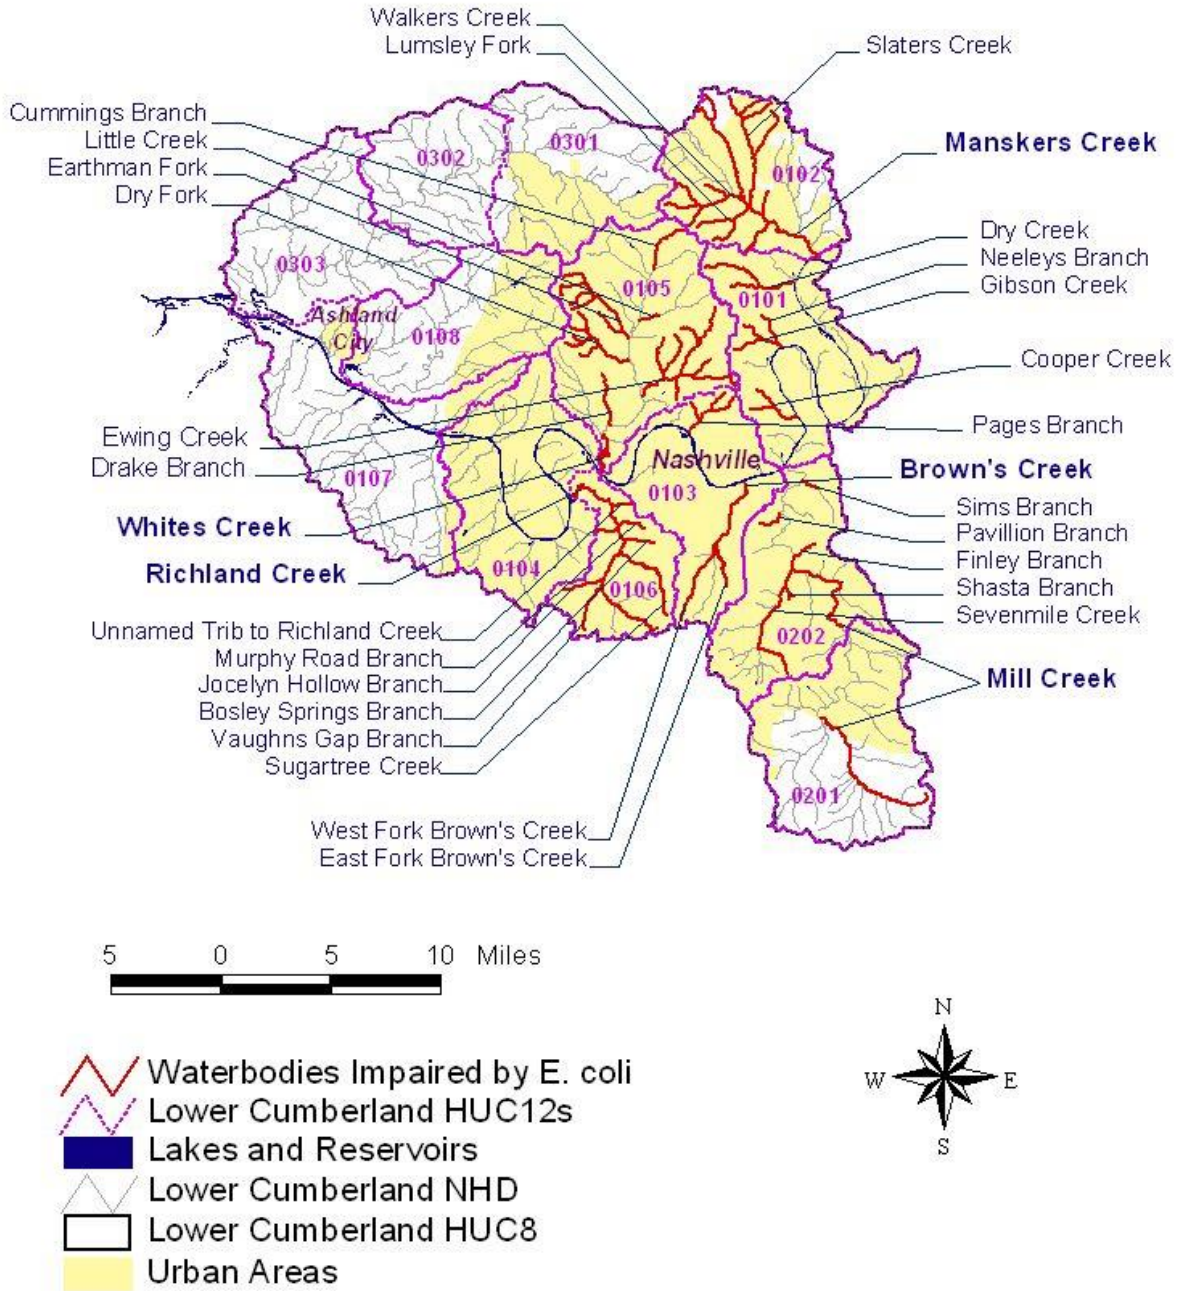 Walkers Creek
Lumsley Fork
Slaters Creek
Cummings Branch
Little Creek
Earthman Fork
Dry Fork
Manskers Creek
0302
0301
0102
Dry Creek
Neeleys Branch
Gibson Creek
0303
0105
0101
Ashland
City
0108
Cooper Creek
Ewing Creek
Drake Branch
Pages Branch
Nashville
Brown's Creek
0107
0103
Whites Creek
Richland Creek
Sims Branch
Pavillion Branch
Finley Branch
Shasta Branch
Sevenmile Creek
0104
0106
0202
Unnamed Trib to Richland Creek
Murphy Road Branch
Jocelyn Hollow Branch
Bosley Springs Branch
Vaughns Gap Branch
Sugartree Creek
Mill Creek
0201
West Fork Brown's Creek
East Fork Brown's Creek
5 0 5 10 Miles
N
W E
S
Waterbodies Impaired by E. coli
Lower Cumberland HUC12s
Lakes and Reservoirs
Lower Cumberland NHD
Lower Cumberland HUC8
Urban Areas